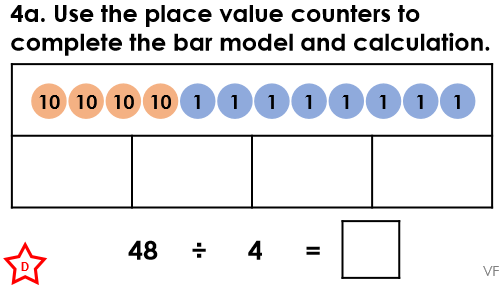 4a. Use the place value counters to
complete the bar model and calculation.
10 10 10 10 1 1 1 1 1 1 1 1
48 ÷ 4 =
D
VF